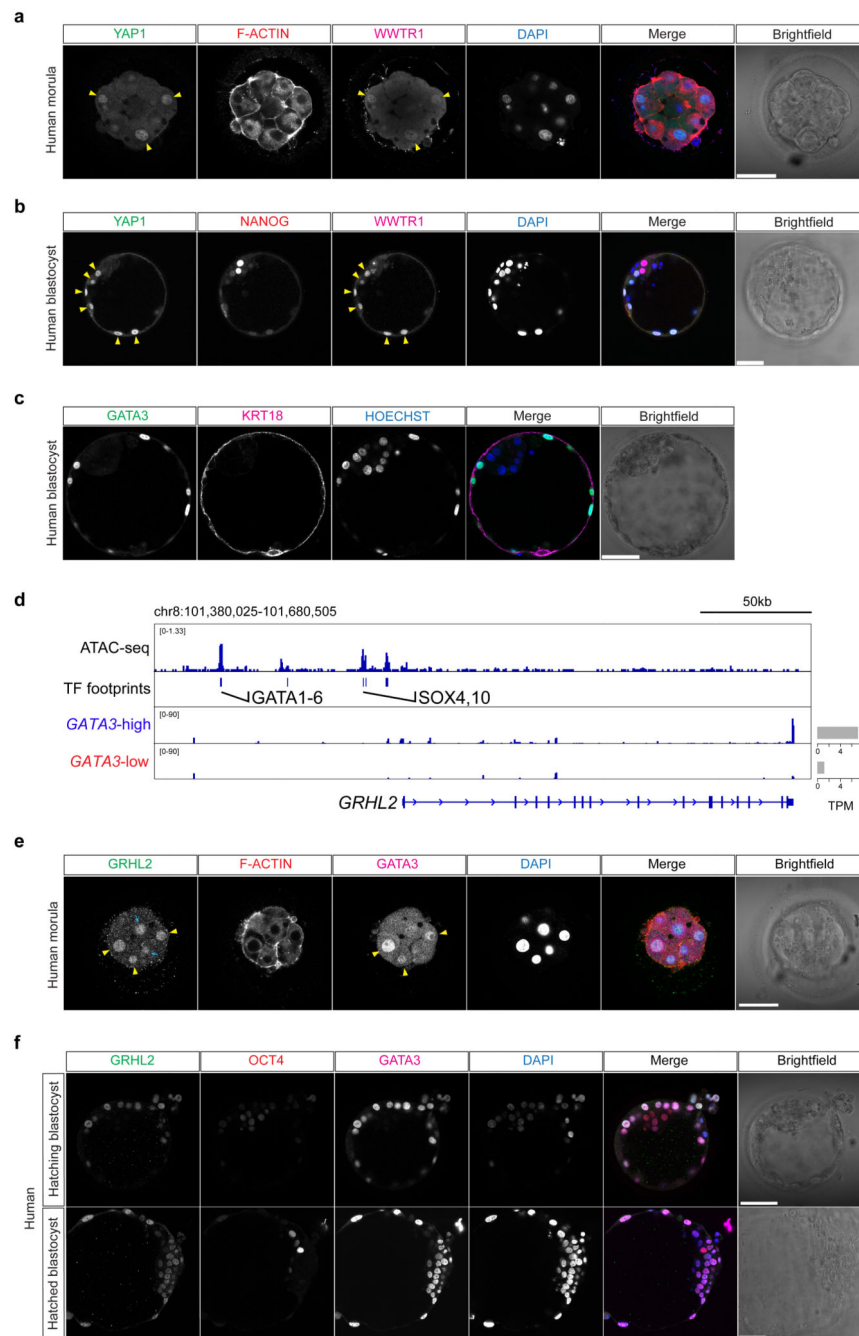 a
YAP1 F-ACTIN WWTR1 DAPI Merge Brightfield
Human morula
b
YAP1 NANOG WWTR1 DAPI Merge Brightfield
Human blastocyst
c
GATA3 KRT18 HOECHST Merge Brightfield
Human blastocyst
d
chr8:101,380,025-101,680,505 50kb
[0-1.33]
ATAC-seq
TF footprints
GATA1-6 SOX4,10
[0-90]
GATA3-high
0 4
[0-90]
GATA3-low
0 4
GRHL2 TPM
e
GRHL2 F-ACTIN GATA3 DAPI Merge Brightfield
Human morula
f
GRHL2 OCT4 GATA3 DAPI Merge Brightfield
Human
Hatching blastocyst
Hatched blastocyst